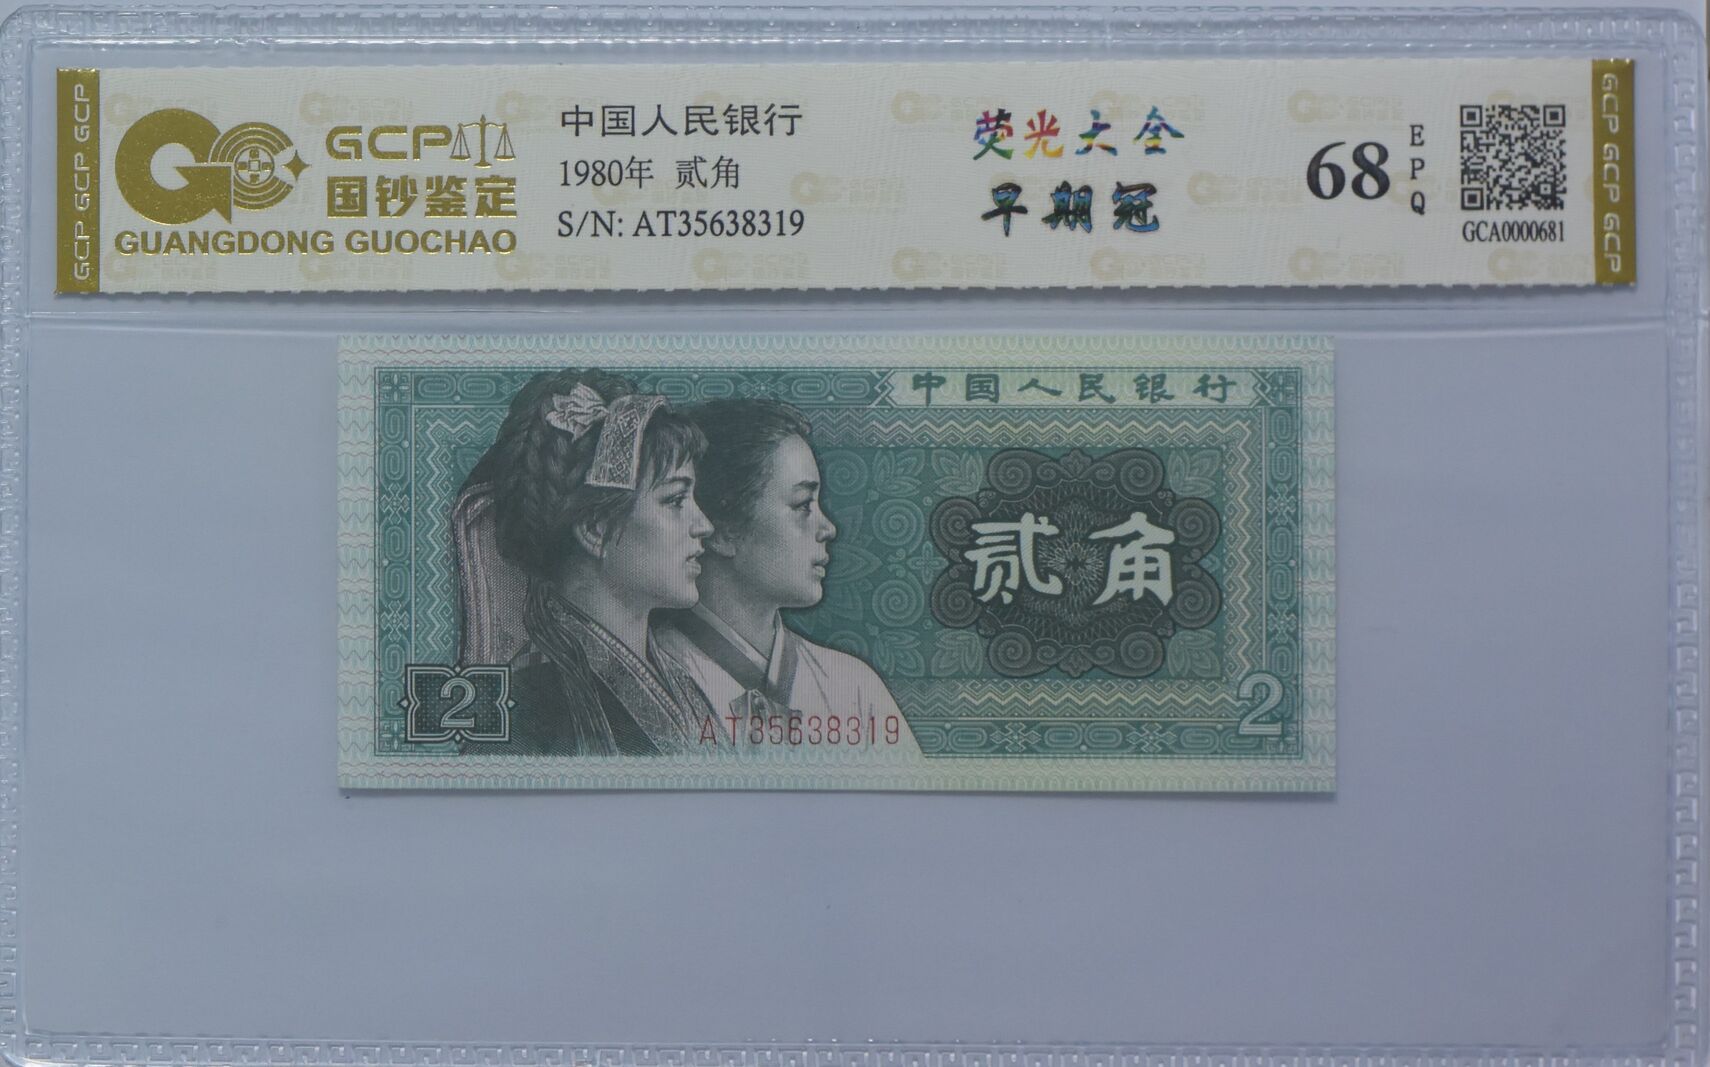 GCP GCP GCP
GCP
国钞鉴定
GUANGDONG GUOCHAO
中国人民银行
1980年 贰角
S/N: AT35638319
荧光大全
早期冠
68
EPQ
GCA0000681
GCP GCP GCP
中国人民银行
贰角
2
2
AT35638319